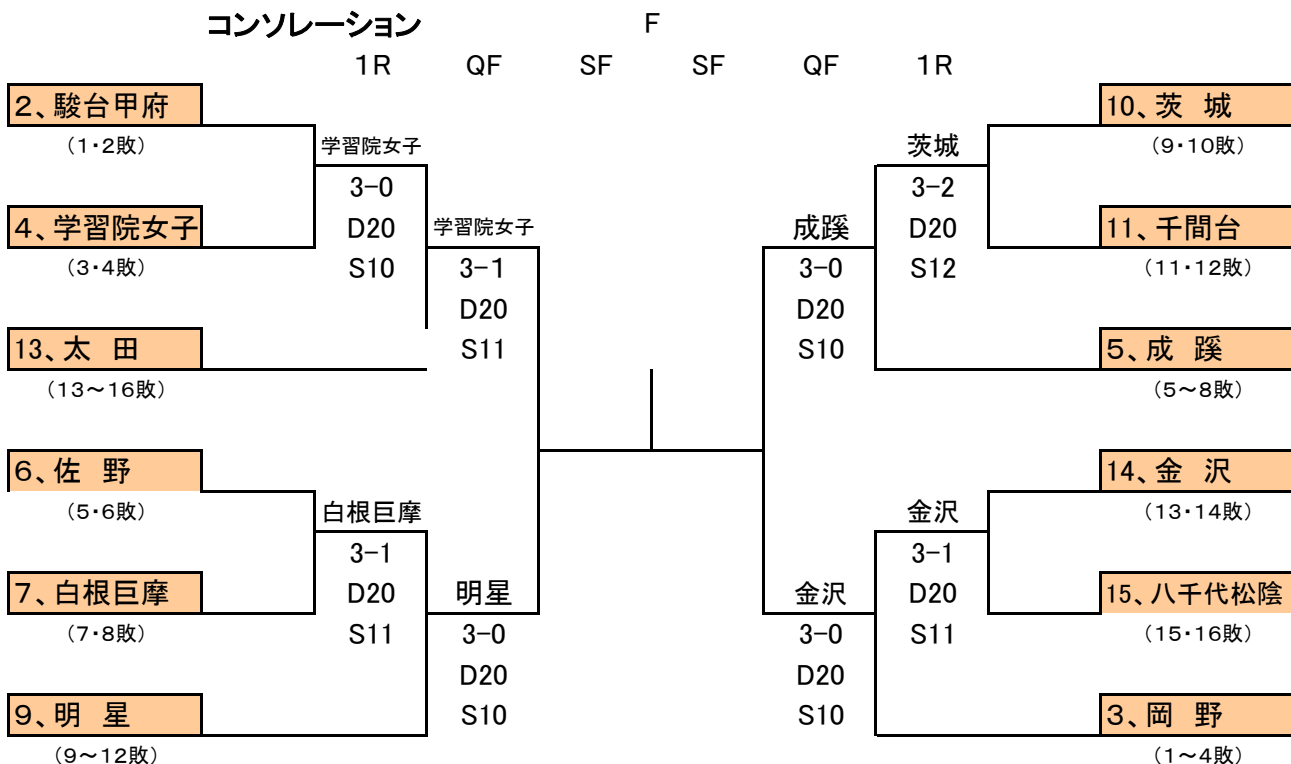 コンソレーション F
1R QF SF SF QF 1R
2、駿台甲府 10、茨 城
(1・2敗) 学習院女子 茨城 (9・10敗)
3-0 3-2
4、学習院女子 D20 学習院女子 成蹊 D20 11、千間台
(3・4敗) S10 3-1 3-0 S12 (11・12敗)
D20 D20
13、太 田 S11 S10 5、成 蹊
(13～16敗) (5～8敗)
6、佐 野 14、金 沢
(5・6敗) 白根巨摩 金沢 (13・14敗)
3-1 3-1
7、白根巨摩 D20 明星 金沢 D20 15、八千代松陰
(7・8敗) S11 3-0 3-0 S11 (15・16敗)
D20 D20
9、明 星 S10 S10 3、岡 野
(9～12敗) (1～4敗)